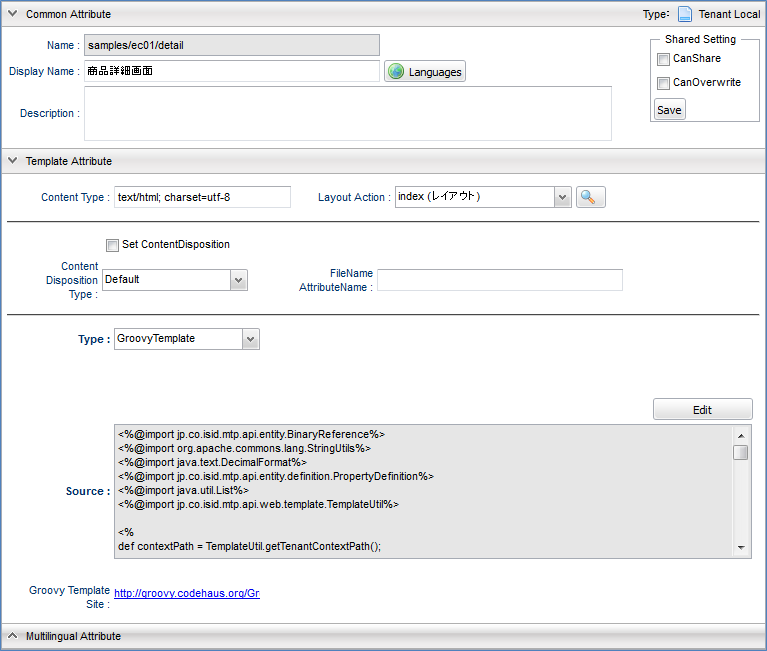 Common Attribute
Type: Tenant Local
Name : samples/ec01/detail
Shared Setting
CanShare
Display Name : 商品詳細画面 Languages
CanOverwrite
Description :
Save
Template Attribute
Content Type : text/html; charset=utf-8 Layout Action : index (レイアウト)
Set ContentDisposition
Content Disposition Type : Default
FileName AttributeName :
Type : GroovyTemplate
Edit
Source :
<%@import jp.co.isid.mtp.api.entity.BinaryReference%>
<%@import org.apache.commons.lang.StringUtils%>
<%@import java.text.DecimalFormat%>
<%@import jp.co.isid.mtp.api.entity.definition.PropertyDefinition%>
<%@import java.util.List%>
<%@import jp.co.isid.mtp.api.web.template.TemplateUtil%>
<%
def contextPath = TemplateUtil.getTenantContextPath();
Groovy Template Site : http://groovy.codehaus.org/Gr
Multilingual Attribute